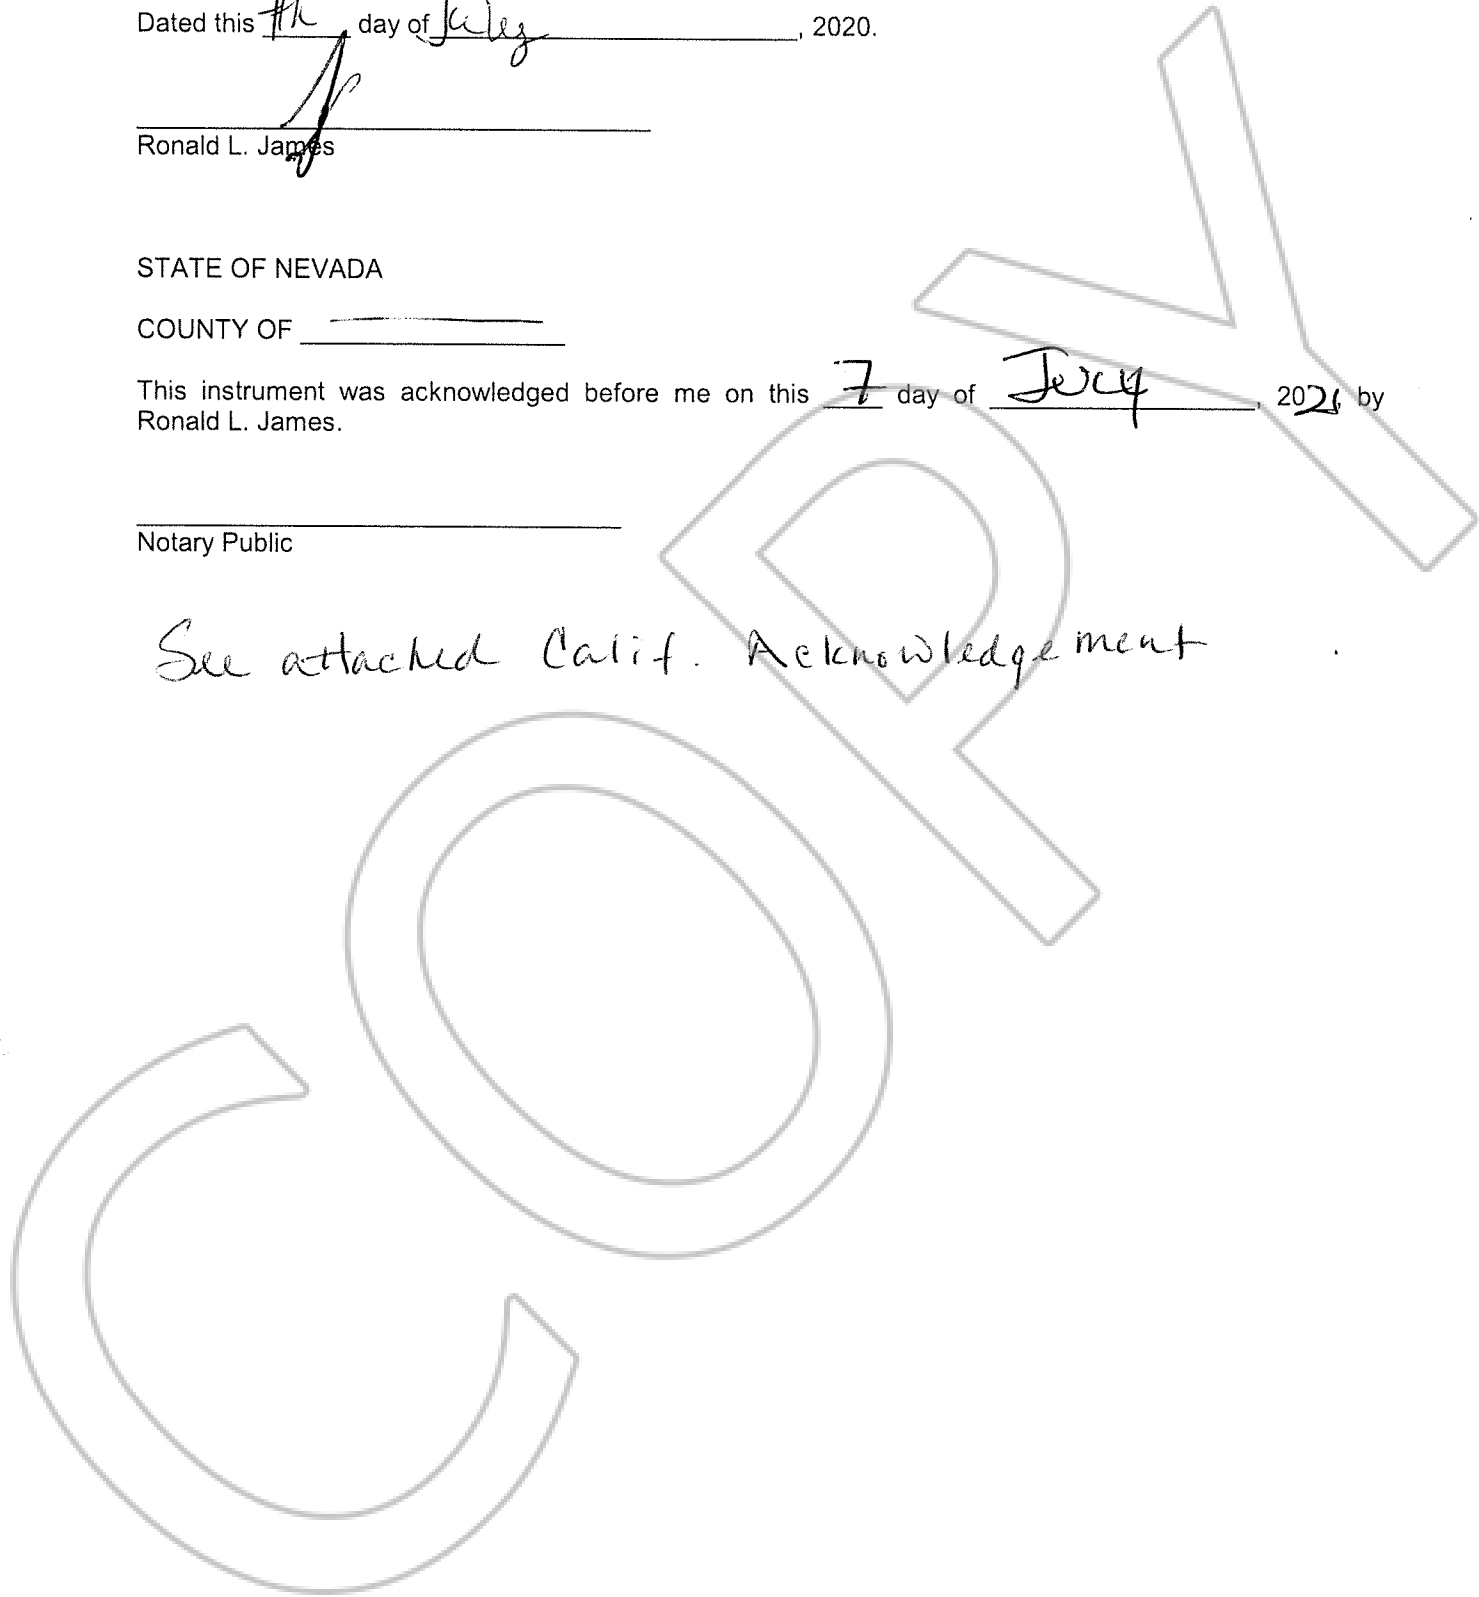 Dated this 7th day of July, 2020.
Ronald L. James
STATE OF NEVADA
COUNTY OF
This instrument was acknowledged before me on this 7 day of July, 2021, by
Ronald L. James.
Notary Public
See attached Calif. Acknowledgement
COPY